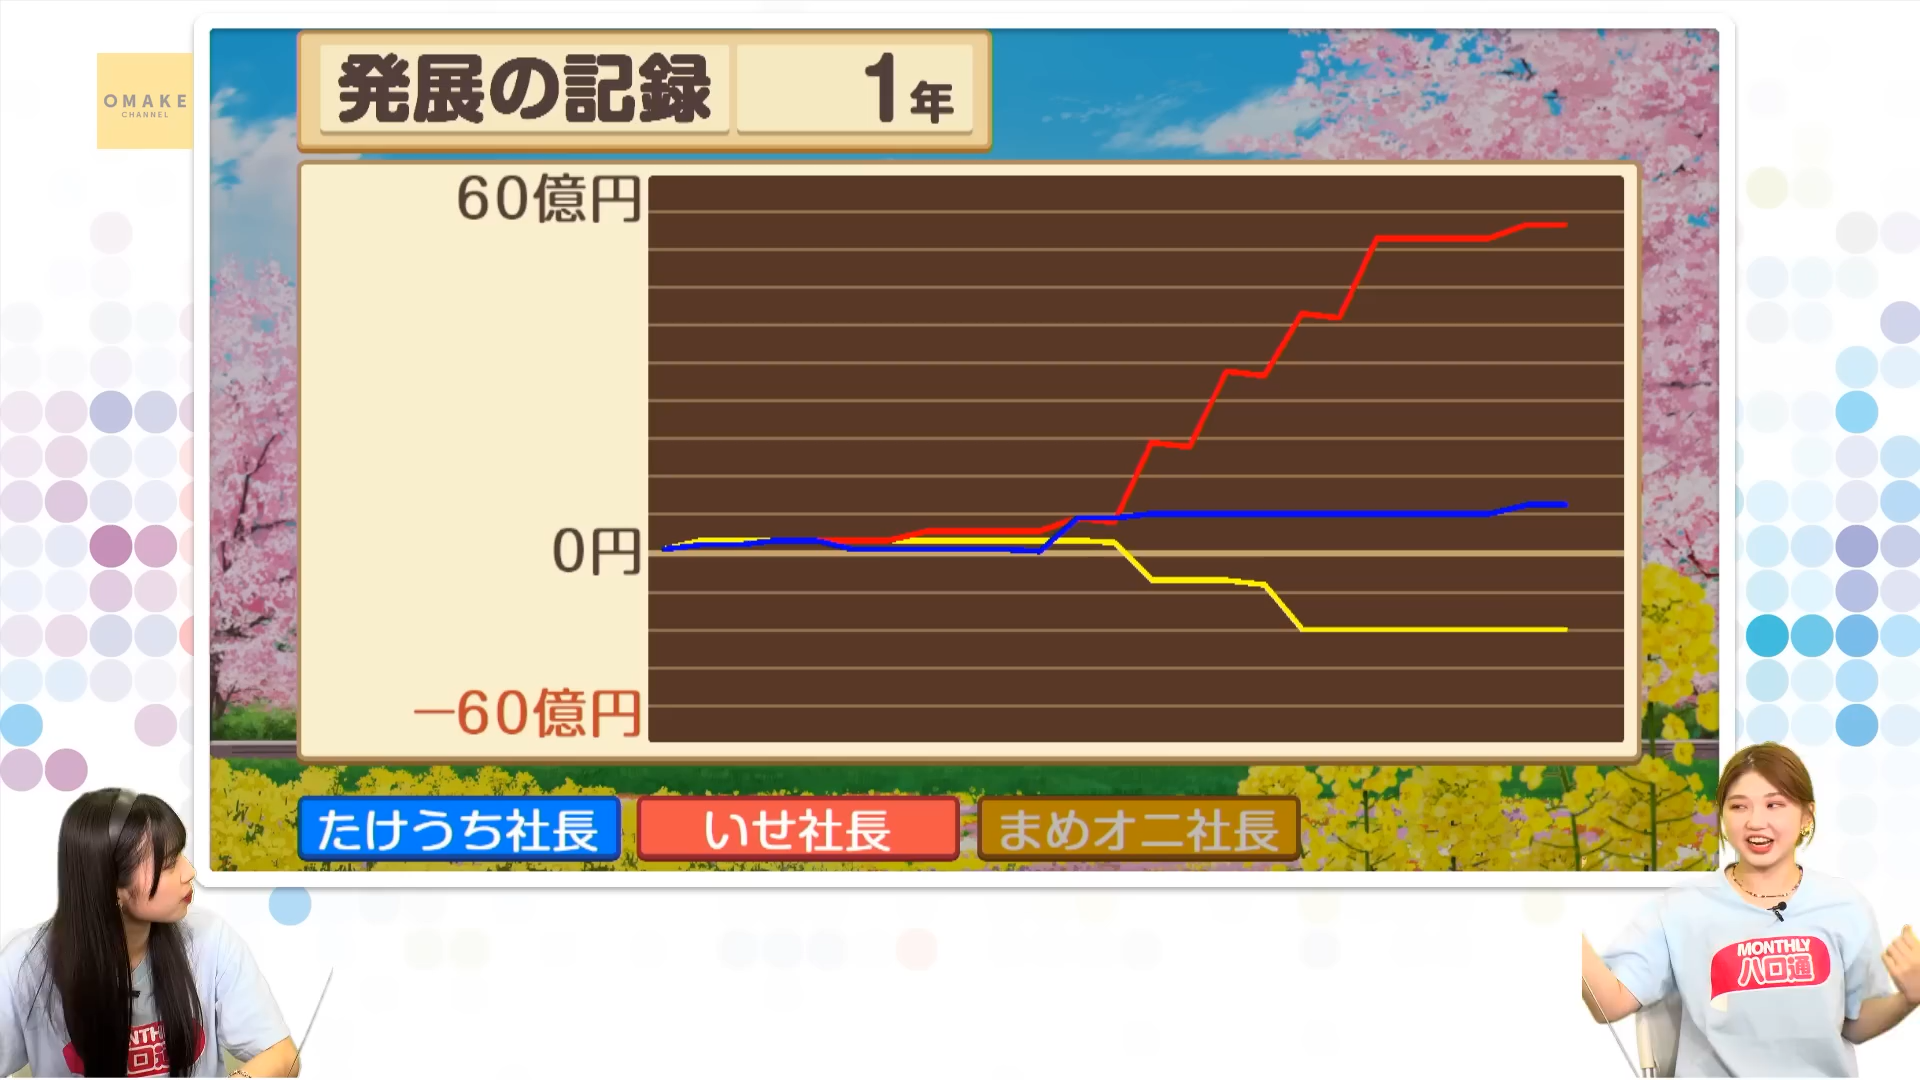 OMAKE
CHANNEL
発展の記録 1年
60億円
0円
−60億円
たけうち社長 いせ社長 まめオニ社長
MONTHLY
ハロ通